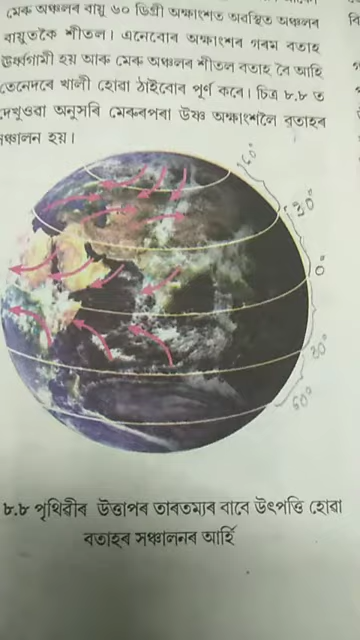 মেৰু অঞ্চলৰ বায়ু ৬০ ডিগ্ৰী অক্ষাংশত অৱস্থিত অঞ্চলৰ
বায়ুতকৈ শীতল। এনেবোৰ অক্ষাংশৰ গৰম বতাহ
ঊৰ্ধ্বগামী হয় আৰু মেৰু অঞ্চলৰ শীতল বতাহ বৈ আহি
তেনেদৰে খালী হোৱা ঠাইবোৰ পূৰ্ণ কৰে। চিত্ৰ ৮.৮ ত
দেখুওৱা অনুসৰি মেৰুৰপৰা উষ্ণ অক্ষাংশলৈ বতাহৰ
সঞ্চালন হয়।
60°
30°
0°
30°
60°
৮.৮ পৃথিৱীৰ উত্তাপৰ তাৰতম্যৰ বাবে উৎপত্তি হোৱা
বতাহৰ সঞ্চালনৰ আৰ্হি